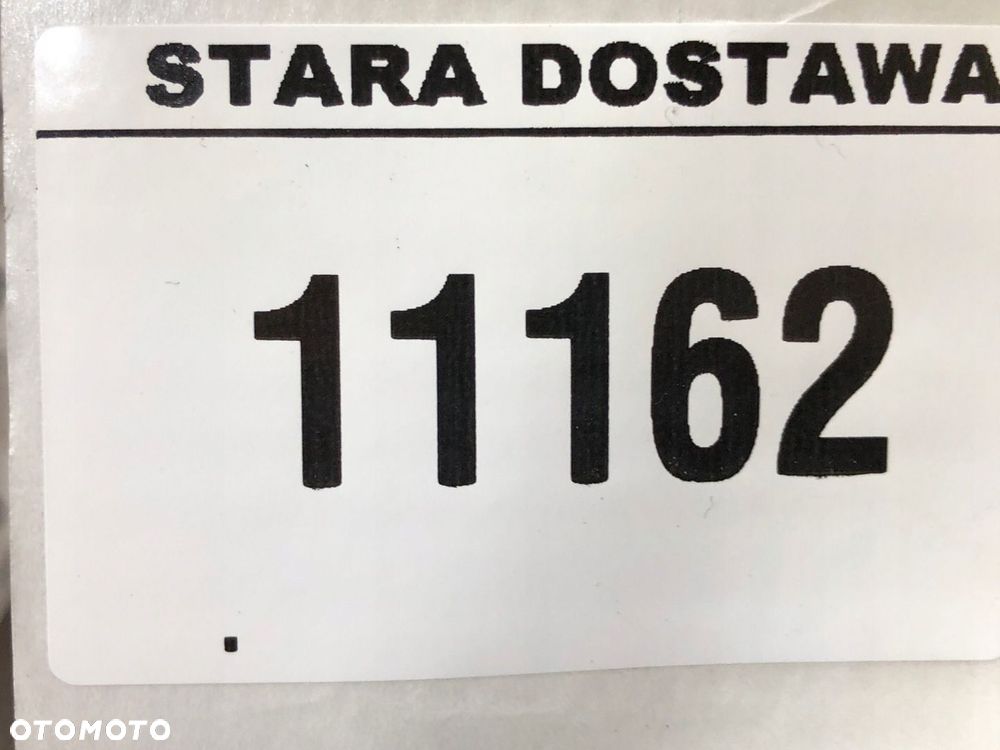 STARA DOSTAWA
11162
.
OTOMOTO